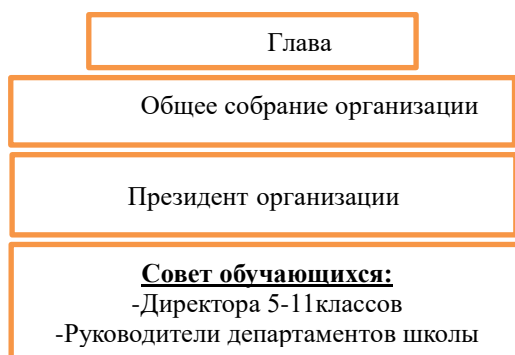 Глава
Общее собрание организации
Президент организации
Совет обучающихся:
-Директора 5-11классов
-Руководители департаментов школы